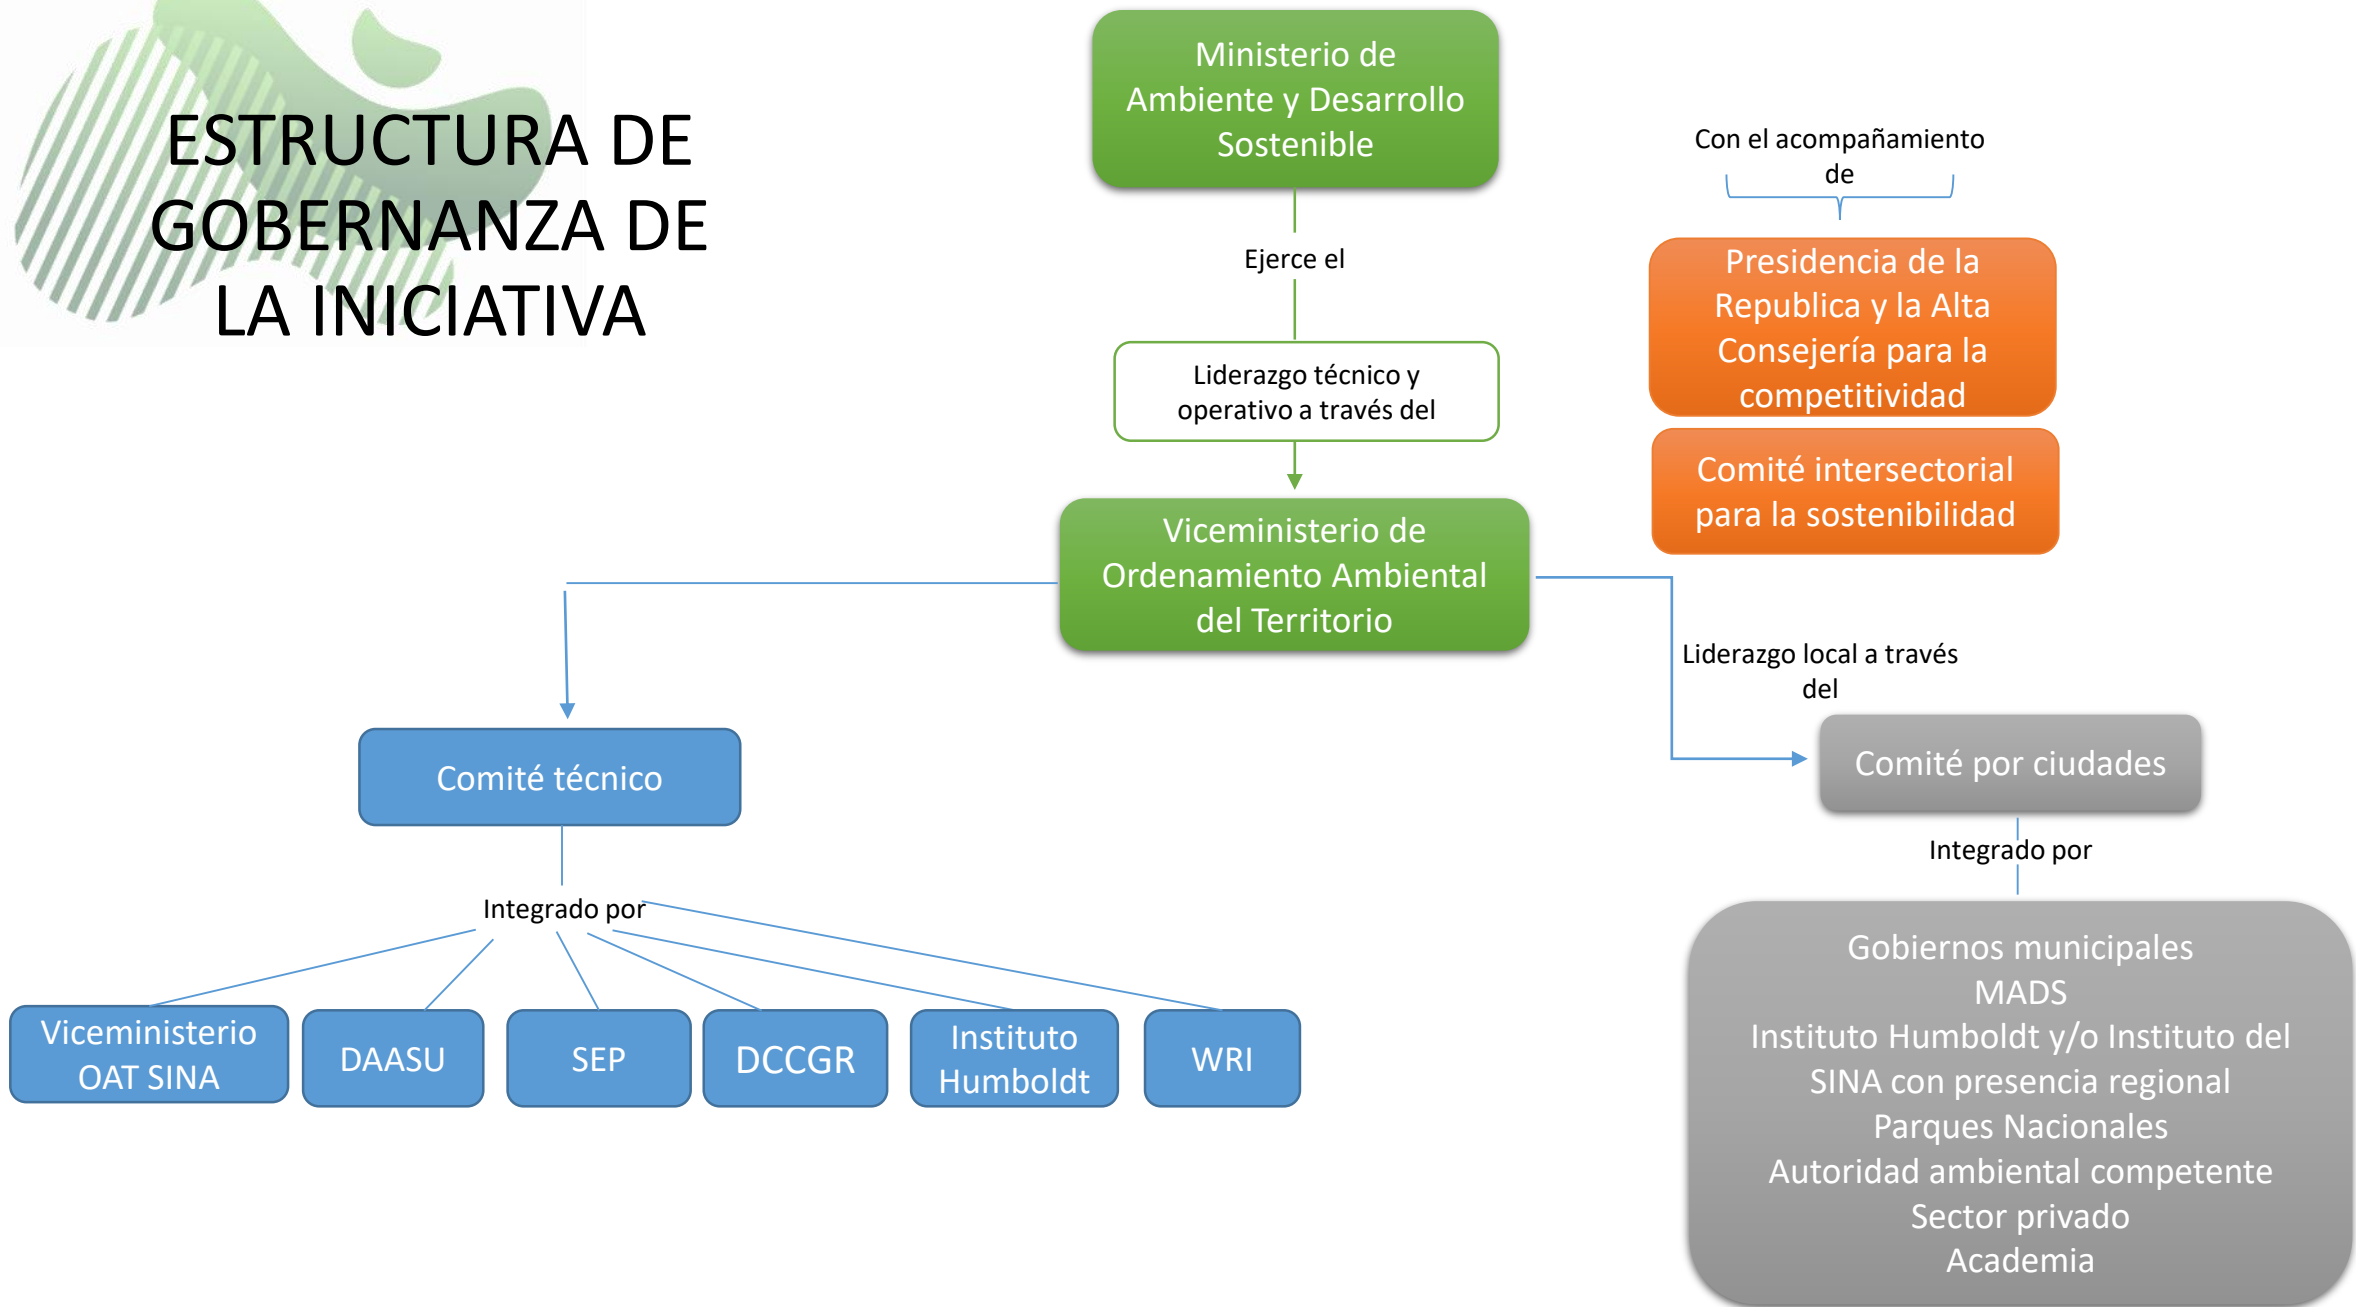 ESTRUCTURA DE
GOBERNANZA DE
LA INICIATIVA
Ministerio de
Ambiente y Desarrollo
Sostenible
Ejerce el
Liderazgo técnico y
operativo a través del
Viceministerio de
Ordenamiento Ambiental
del Territorio
Con el acompañamiento
de
Presidencia de la
Republica y la Alta
Consejería para la
competitividad
Comité intersectorial
para la sostenibilidad
Comité técnico
Integrado por
Viceministerio
OAT SINA
DAASU
SEP
DCCGR
Instituto
Humboldt
WRI
Liderazgo local a través
del
Comité por ciudades
Integrado por
Gobiernos municipales
MADS
Instituto Humboldt y/o Instituto del
SINA con presencia regional
Parques Nacionales
Autoridad ambiental competente
Sector privado
Academia